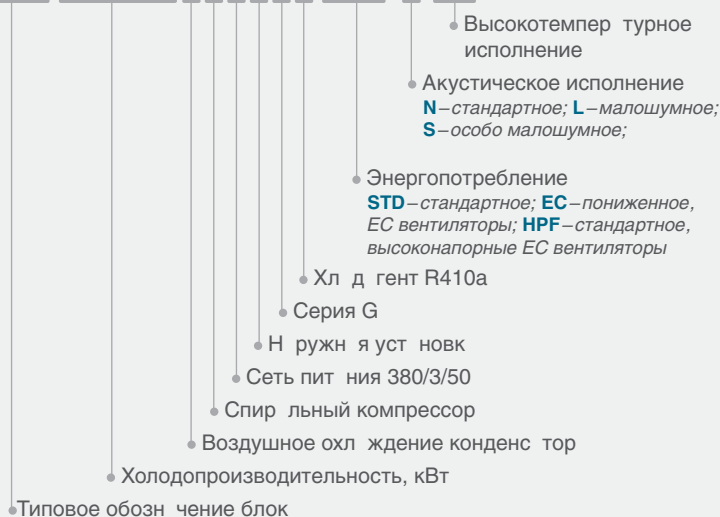 Высокотемпер турное
исполнение
Акустическое исполнение
N–стандартное; L–малошумное;
S–особо малошумное;
Энергопотребление
STD–стандартное; EC–пониженное,
EC вентиляторы; HPF–стандартное,
высоконапорные EC вентиляторы
Хл д гент R410a
Серия G
Н ружн я уст новк
Сеть пит ния 380/3/50
Спир льный компрессор
Воздушное охл ждение конденс тор
Холодопроизводительность, кВт
Типовое обозн чение блок